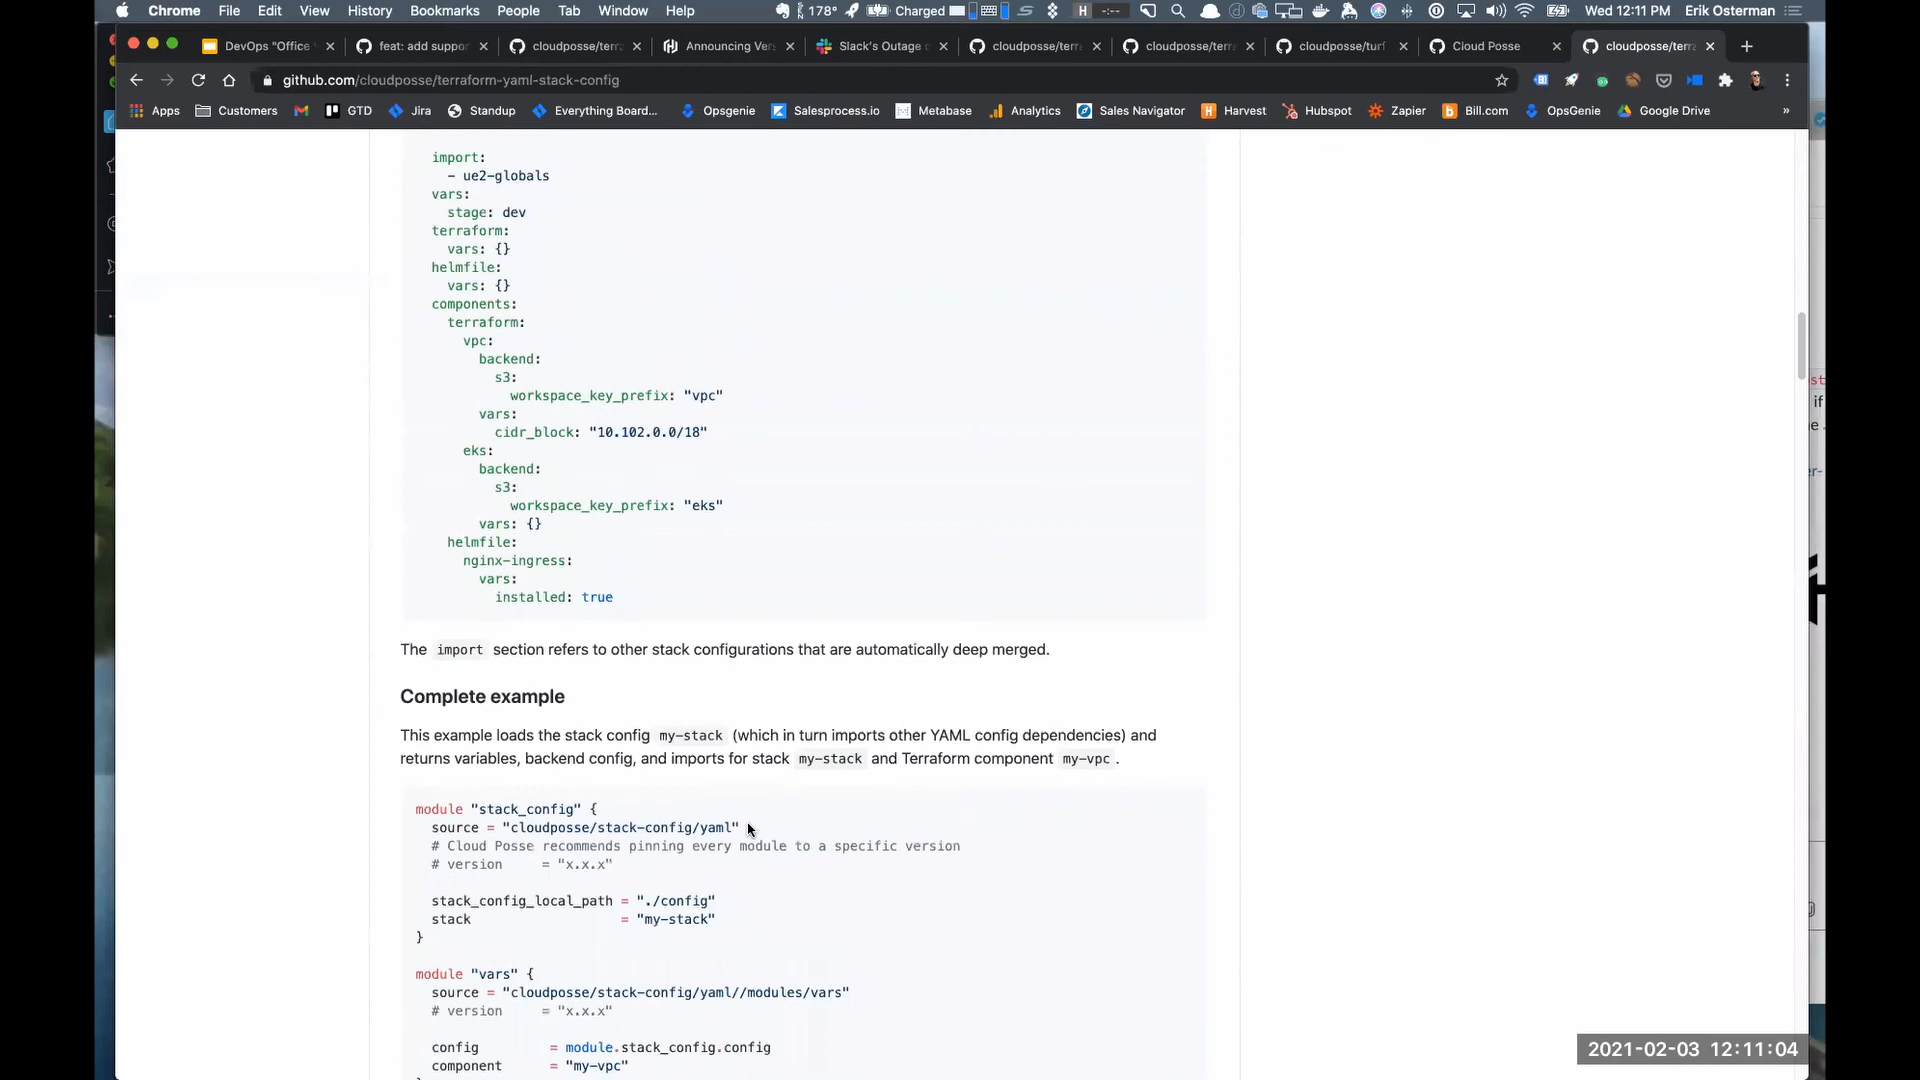 Chrome File Edit View History Bookmarks People Tab Window Help 178° Charged Wed 12:11 PM Erik Osterman
DevOps "Office feat: add suppor cloudposse/terra Announcing Ver Slack's Outage cloudposse/terra cloudposse/terra cloudposse/turf Cloud Posse cloudposse/terra
github.com/cloudposse/terraform-yaml-stack-config
Apps Customers GTD Jira Standup Everything Board... Opsgenie Salesprocess.io Metabase Analytics Sales Navigator Harvest Hubspot Zapier Bill.com OpsGenie Google Drive »
import:
- ue2-globals
vars:
stage: dev
terraform:
vars: {}
helmfile:
vars: {}
components:
terraform:
vpc:
backend:
s3:
workspace_key_prefix: "vpc"
vars:
cidr_block: "10.102.0.0/18"
eks:
backend:
s3:
workspace_key_prefix: "eks"
vars: {}
helmfile:
nginx-ingress:
vars:
installed: true
The import section refers to other stack configurations that are automatically deep merged.
Complete example
This example loads the stack config my-stack (which in turn imports other YAML config dependencies) and
returns variables, backend config, and imports for stack my-stack and Terraform component my-vpc .
module "stack_config" {
source = "cloudposse/stack-config/yaml"
# Cloud Posse recommends pinning every module to a specific version
# version = "x.x.x"
stack_config_local_path = "./config"
stack = "my-stack"
}
module "vars" {
source = "cloudposse/stack-config/yaml//modules/vars"
# version = "x.x.x"
config = module.stack_config.config
component = "my-vpc"
2021-02-03 12:11:04